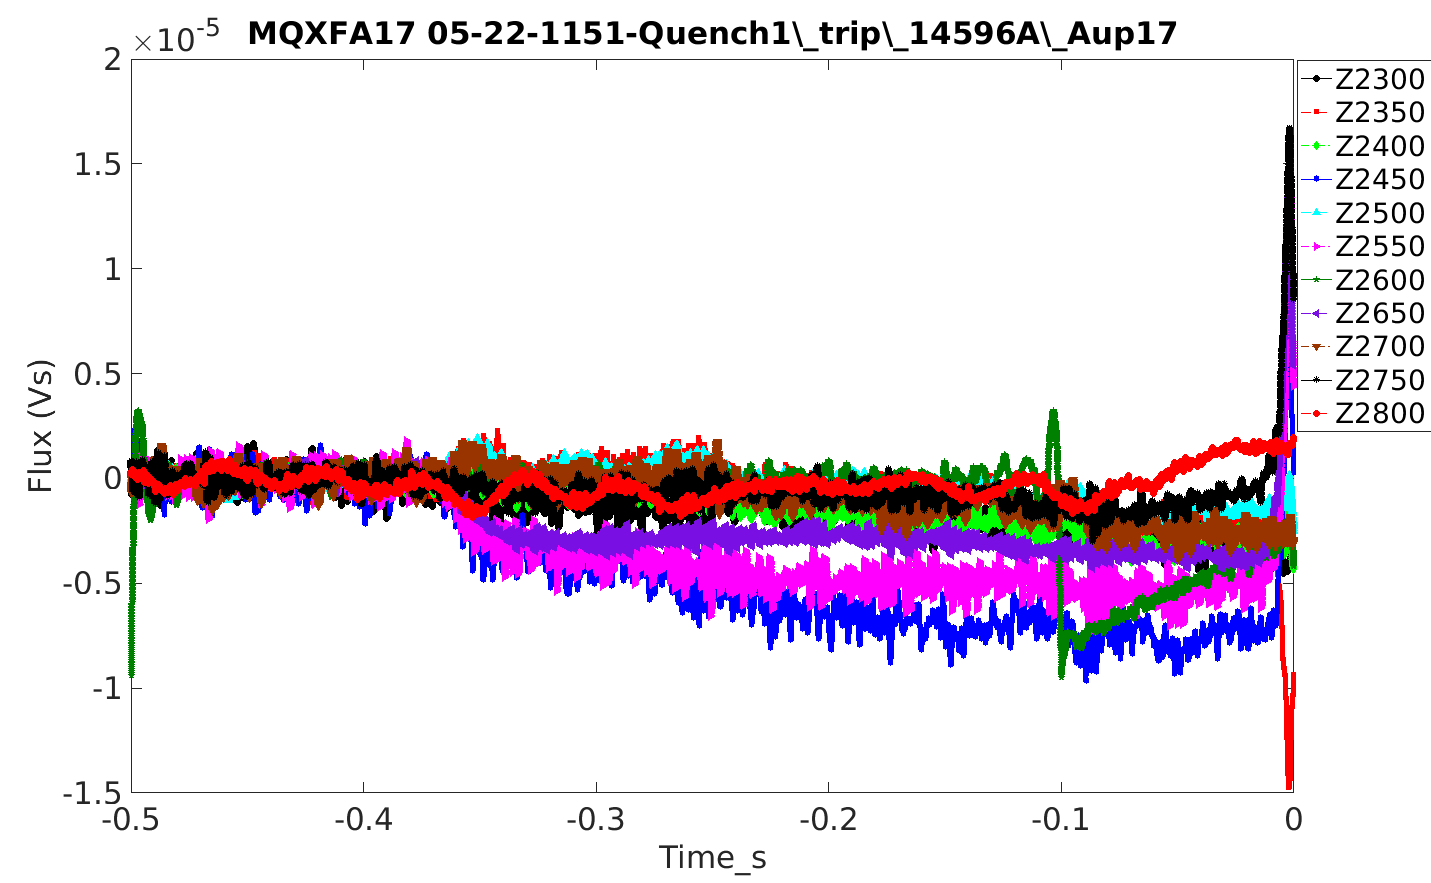 MQXFA17 05-22-1151-Quench1\_trip\_14596A\_Aup17
×10-5
2
1.5
1
0.5
0
-0.5
-1
-1.5
Flux (Vs)
-0.5 -0.4 -0.3 -0.2 -0.1 0
Time_s
Z2300
Z2350
Z2400
Z2450
Z2500
Z2550
Z2600
Z2650
Z2700
Z2750
Z2800